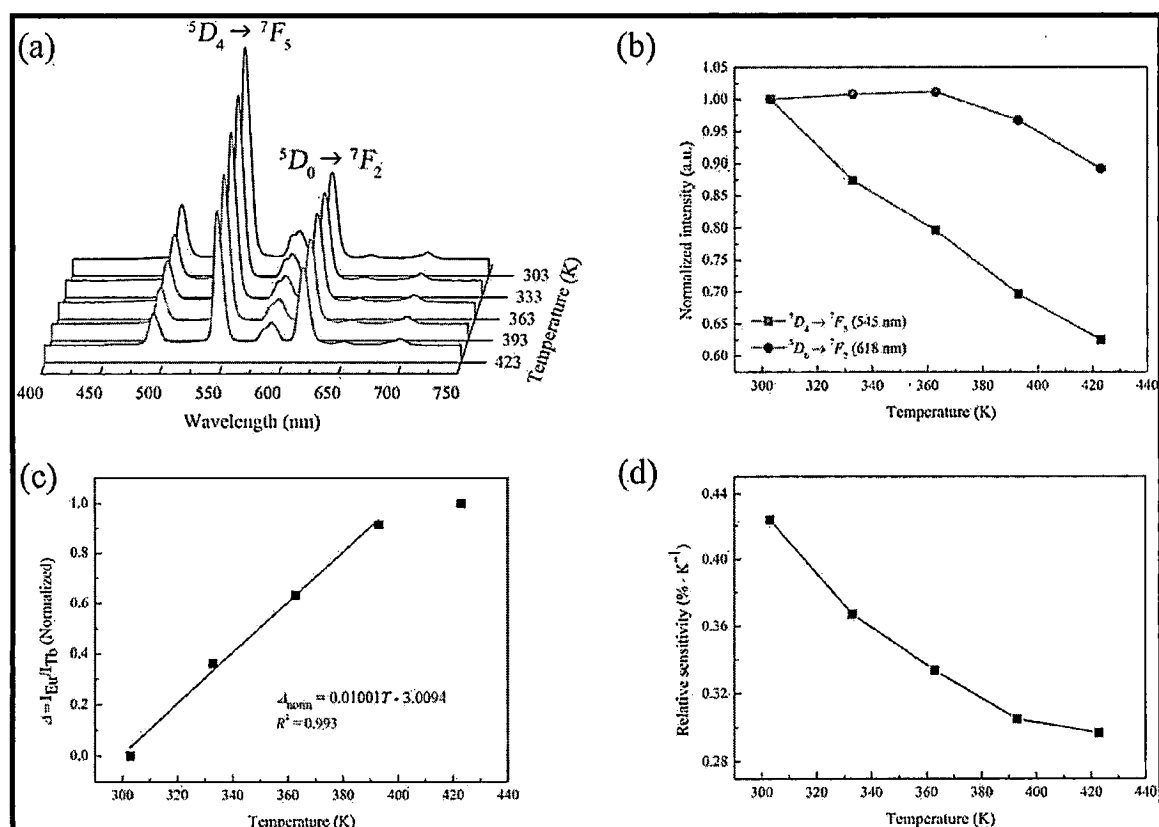 (a)
⁵D₄ → ⁷F₅
⁵D₀ → ⁷F₂
303
333
363
393
423
Temperature (K)
400 450 500 550 600 650 700 750
Wavelength (nm)
(b)
1.05
1.00
0.95
0.90
0.85
0.80
0.75
0.70
0.65
0.60
Normalized intensity (a.u.)
⁵D₄ → ⁷F₅ (545 nm)
⁵D₀ → ⁷F₂ (618 nm)
300 320 340 360 380 400 420 440
Temperature (K)
(c)
1.0
0.8
0.6
0.4
0.2
0.0
Δ=I_Eu/I_Tb (Normalized)
Δ_norm = 0.01001T - 3.0094
R² = 0.993
300 320 340 360 380 400 420 440
Temperature (K)
(d)
0.44
0.40
0.36
0.32
0.28
Relative sensitivity (% · K⁻¹)
300 320 340 360 380 400 420 440
Temperature (K)